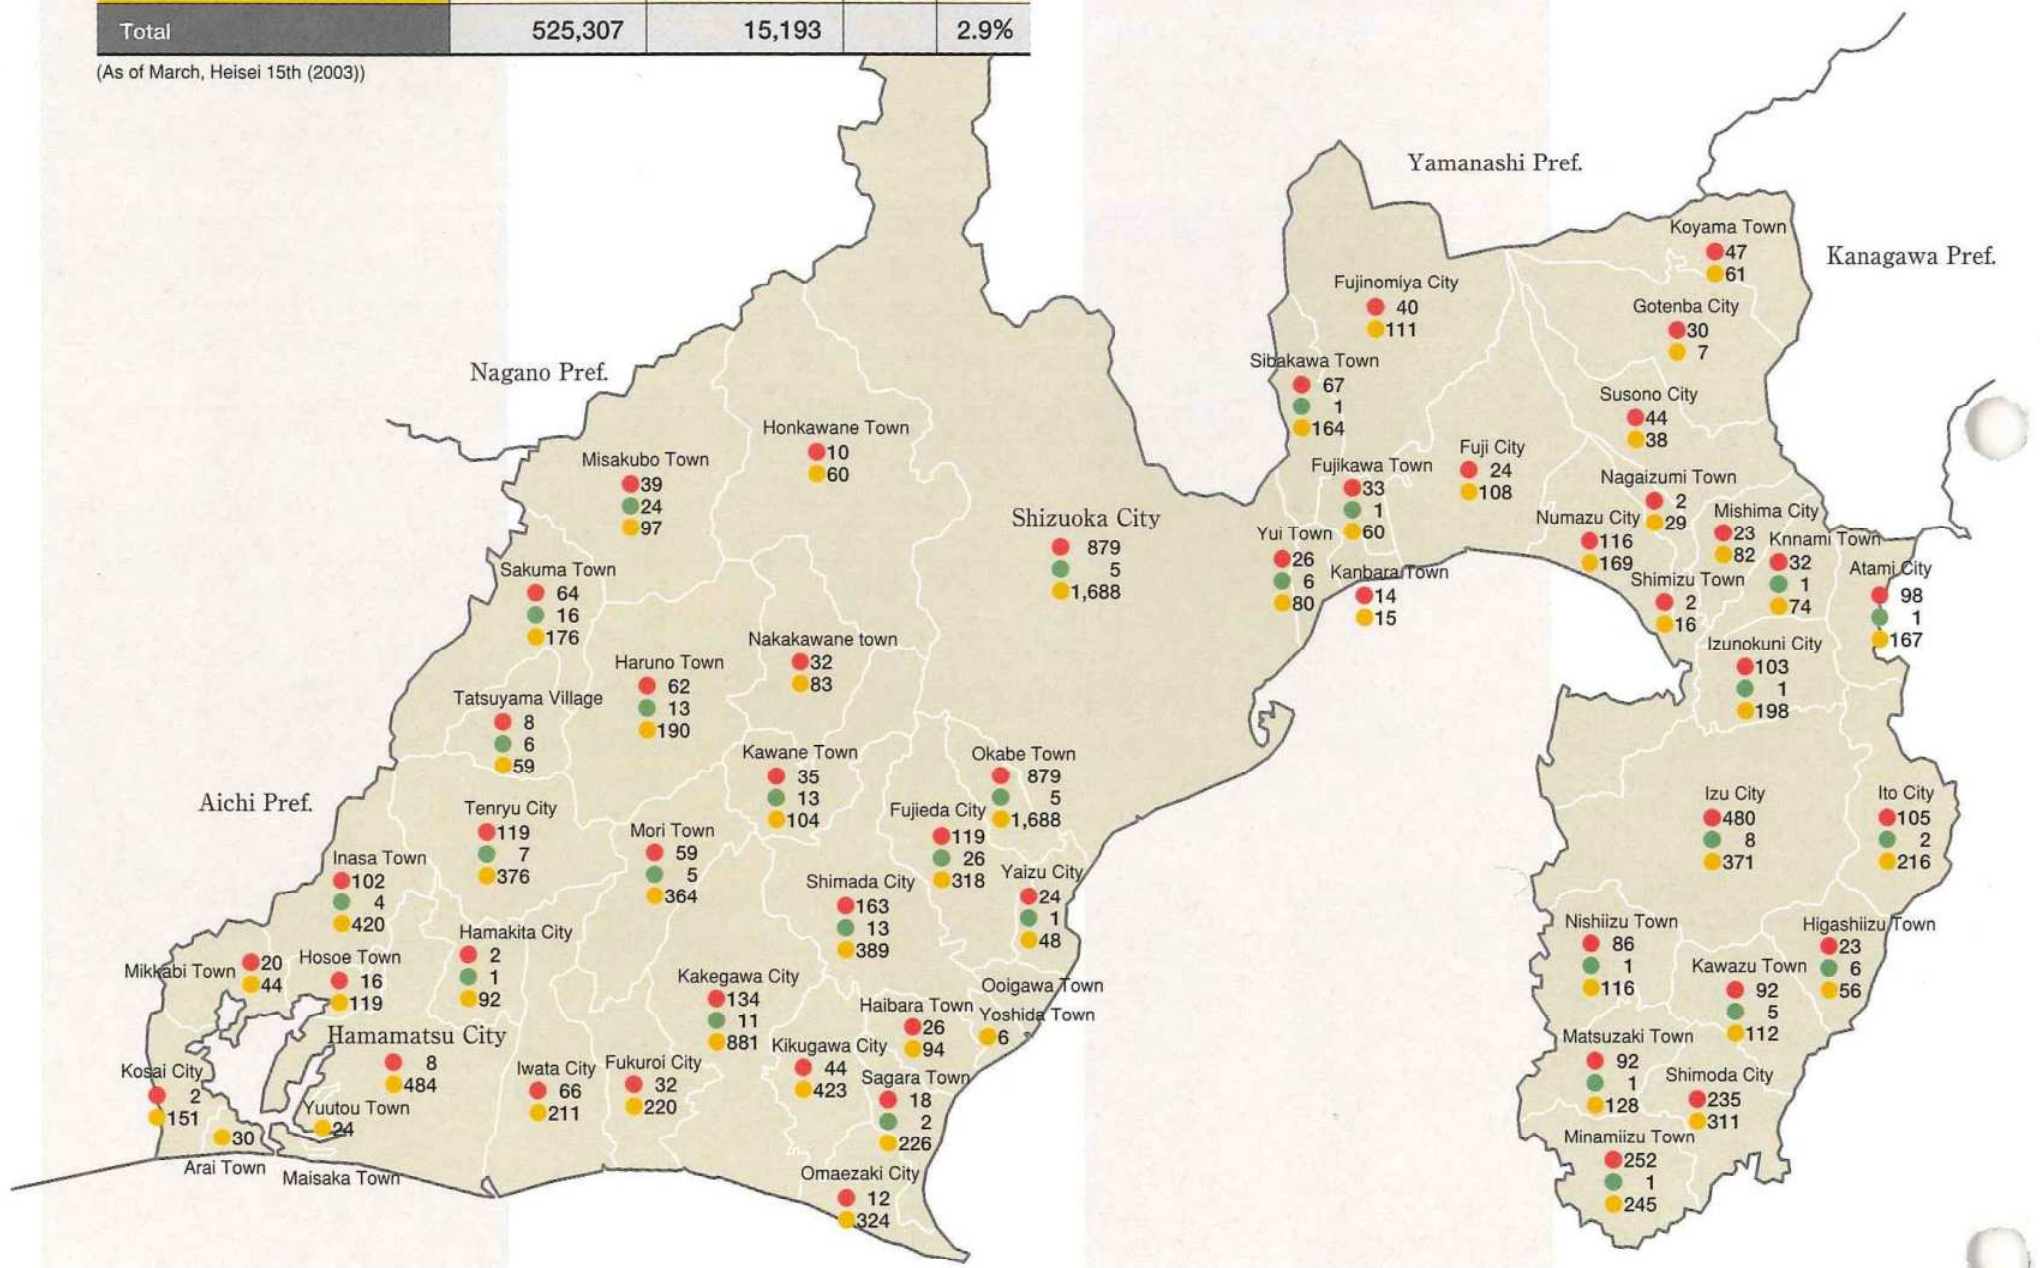 Total 525,307 15,193 2.9%
(As of March, Heisei 15th (2003))
Yamanashi Pref.
Kanagawa Pref.
Nagano Pref.
Aichi Pref.
Koyama Town
47
61
Fujinomiya City
40
111
Gotenba City
30
7
Sibakawa Town
67
1
164
Susono City
44
38
Honkawane Town
10
60
Misakubo Town
39
24
97
Fuji City
24
108
Fujikawa Town
33
1
60
Nagaizumi Town
2
29
Shizuoka City
879
5
1,688
Numazu City
116
169
Mishima City
23
82
Yui Town
26
6
80
Knnami Town
32
1
74
Kanbara Town
14
15
Atami City
98
1
167
Shimizu Town
2
16
Sakuma Town
64
16
176
Nakakawane town
32
83
Izunokuni City
103
1
198
Haruno Town
62
13
190
Tatsuyama Village
8
6
59
Kawane Town
35
13
104
Okabe Town
879
5
1,688
Izu City
480
8
371
Ito City
105
2
216
Tenryu City
119
7
376
Fujieda City
119
26
318
Mori Town
59
5
364
Inasa Town
102
4
420
Yaizu City
24
1
48
Shimada City
163
13
389
Nishiizu Town
86
1
116
Higashiizu Town
23
6
56
Hamakita City
2
1
92
Hosoe Town
16
119
Mikkabi Town
20
44
Kawazu Town
92
5
112
Kakegawa City
134
11
881
Ooigawa Town
Haibara Town
26
94
Yoshida Town
6
Hamamatsu City
8
484
Matsuzaki Town
92
1
128
Kikugawa City
44
423
Fukuroi City
32
220
Iwata City
66
211
Kosai City
2
151
Sagara Town
18
2
226
Shimoda City
235
311
Yuutou Town
24
30
Arai Town
Maisaka Town
Minamiizu Town
252
1
245
Omaezaki City
12
324